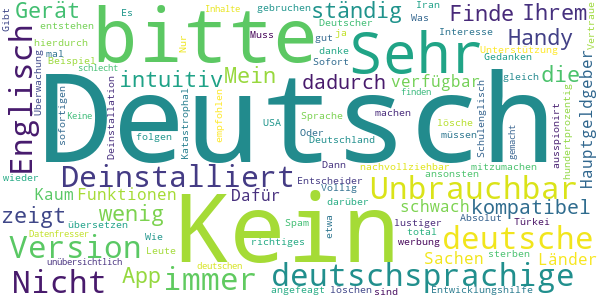 Gibt entstehen Es gebruchen Iran Deutscher
Gerät bitte ständig Finde Ihrem
hierdurch mal Was Interesse
Nur Inhalte Muss gut ja danke Sofort Handy Unterstützung Gedanken
Beispiel schlecht intuitiv Sehr gleich
Englisch Überwachung sofortigen Keine Mein dadurch verfügbar die Vertraue
Deutsch
Deinstallation Katastrophal folgen empfohlen USA Sprache Oder Deutschland
machen finden müssen lösche Schulenglisch gemacht ausspionirt hundertprozentig Hauptgeldgeber
wieder Deinstalliert Dann nachvollziehbar mitzumachen
Kaum Funktionen Dafür Entscheider Völlig ansonsten Unbrauchbar
zeigt wenig Kein darüber schwach kompatibel
Datenfresser übersetzen Spam etwa lustiger Absolut Türkei
Version Wie Leute richtiges total werbung deutsche
unübersichtlich App deutschen Sachen sterben
Nicht immer deutschsprachige Länder
angefeagt löschen sind Entwicklungshilfe